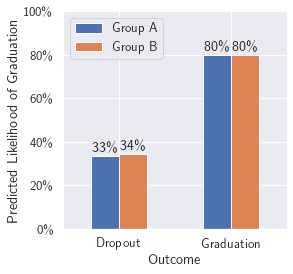 100%
80%
60%
40%
20%
0%
Predicted Likelihood of Graduation
Group A
Group B
33% 34%
80% 80%
Dropout Graduation
Outcome